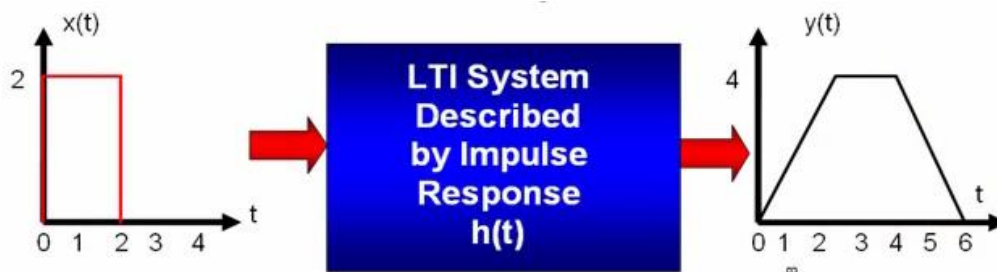 x(t)
2
t
0 1 2 3 4
LTI System
Described
by Impulse
Response
h(t)
y(t)
4
t
0 1 2 3 4 5 6
∞